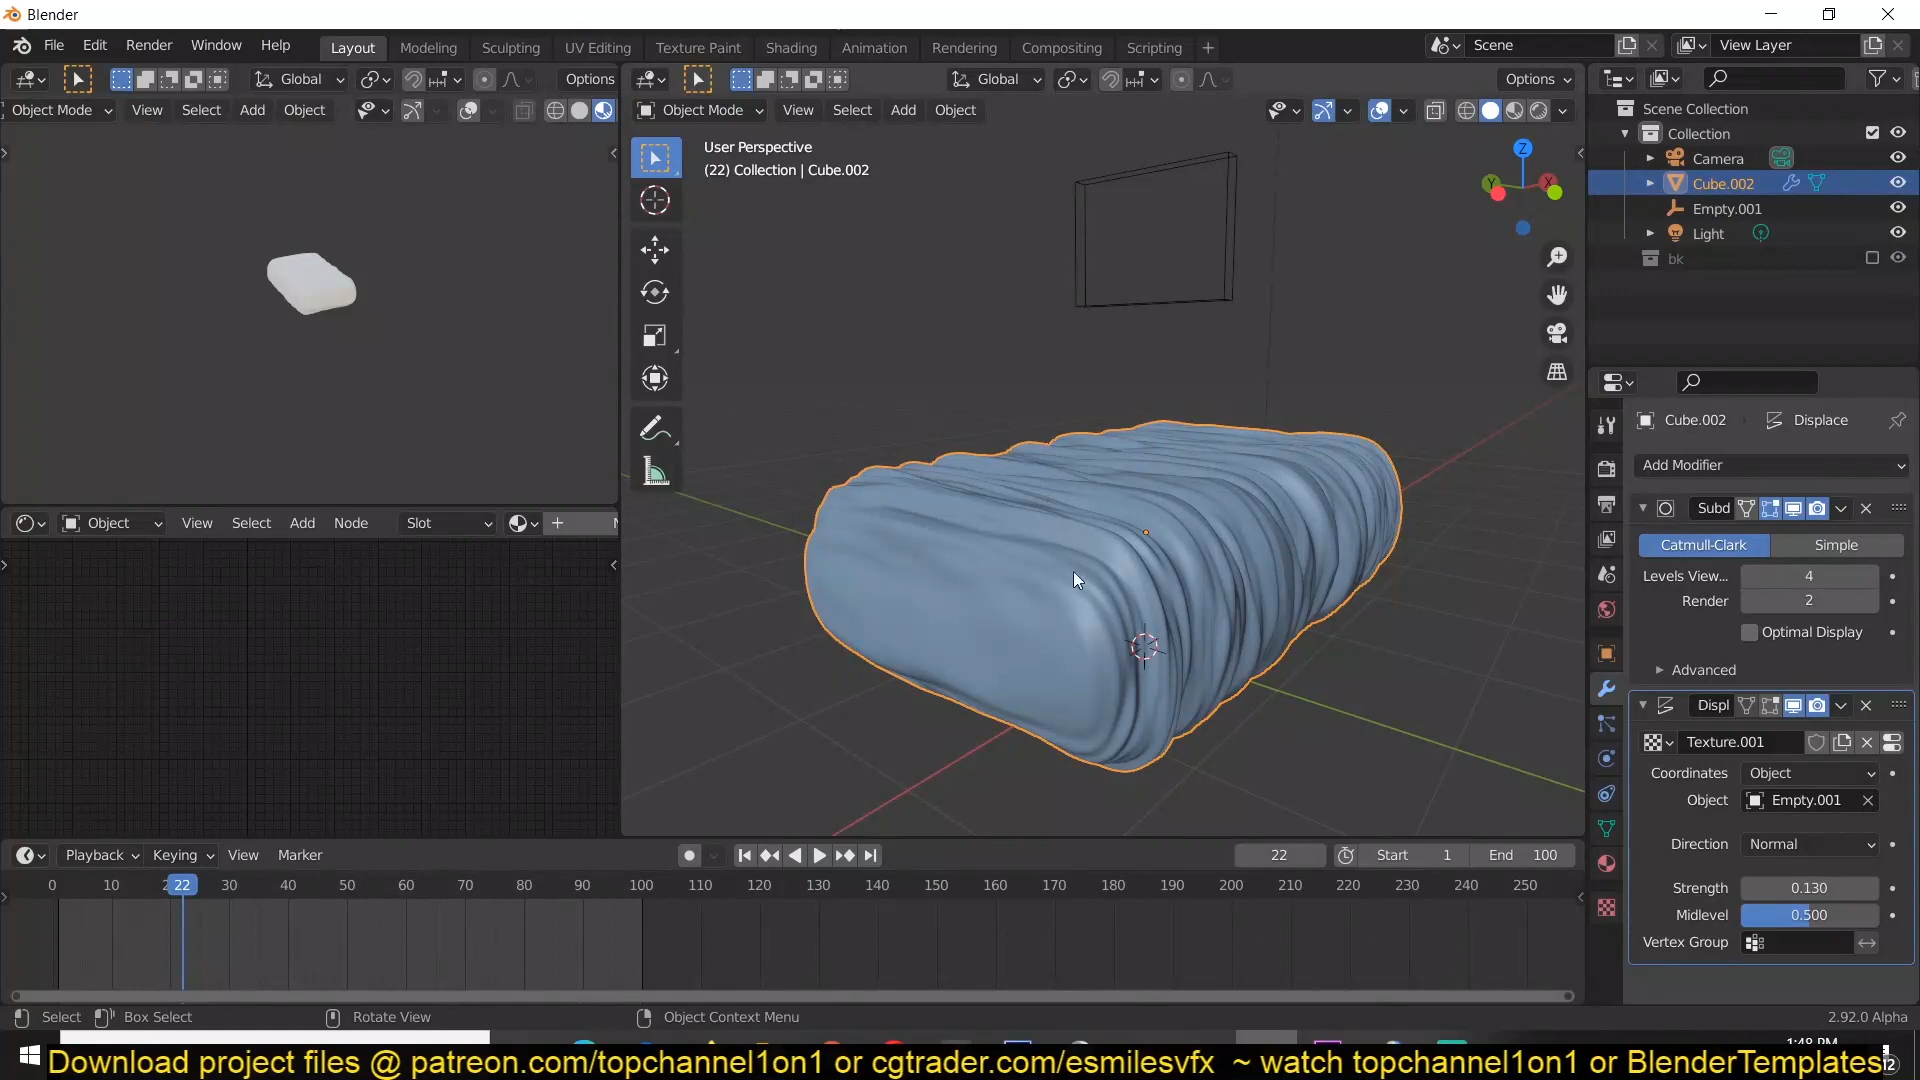 Blender
File Edit Render Window Help Layout Modeling Sculpting UV Editing Texture Paint Shading Animation Rendering Compositing Scripting + Scene View Layer
Global Options Global Options
Object Mode View Select Add Object Object Mode View Select Add Object
User Perspective
(22) Collection | Cube.002
Z
Y X
Scene Collection
Collection
Camera
Cube.002
Empty.001
Light
bk
Cube.002 Displace
Add Modifier
Subd
Catmull-Clark Simple
Levels View... 4
Render 2
Optimal Display
Advanced
Displ
Texture.001
Coordinates Object
Object Empty.001
Direction Normal
Strength 0.130
Midlevel 0.500
Vertex Group
Object View Select Add Node Slot
Playback Keying View Marker 22 Start 1 End 100
0 10 22 30 40 50 60 70 80 90 100 110 120 130 140 150 160 170 180 190 200 210 220 230 240 250
Select Box Select Rotate View Object Context Menu 2.92.0 Alpha
Download project files @ patreon.com/topchannel1on1 or cgtrader.com/esmilesvfx ~ watch topchannel1on1 or BlenderTemplates